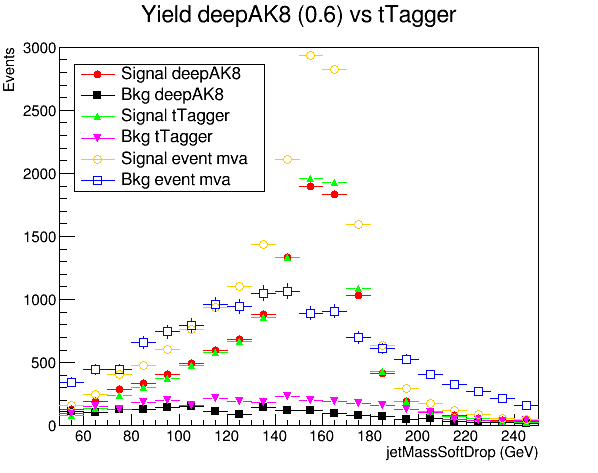 Yield deepAK8 (0.6) vs tTagger
Events
3000
2500
2000
1500
1000
500
0
Signal deepAK8
Bkg deepAK8
Signal tTagger
Bkg tTagger
Signal event mva
Bkg event mva
60 80 100 120 140 160 180 200 220 240
jetMassSoftDrop (GeV)